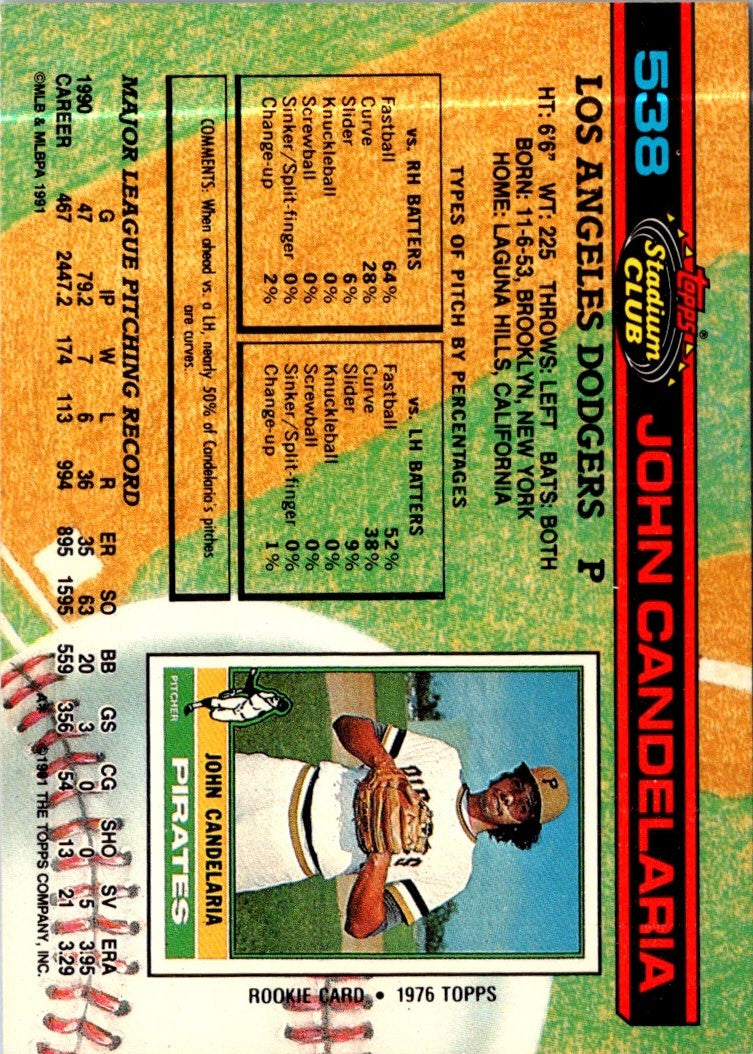 538
topps®
Stadium
CLUB
JOHN CANDELARIA
LOS ANGELES DODGERS P
HT: 6'6" WT: 225 THROWS: LEFT BATS: BOTH
BORN: 11-6-53, BROOKLYN, NEW YORK
HOME: LAGUNA HILLS, CALIFORNIA
TYPES OF PITCH BY PERCENTAGES
vs. RH BATTERS
Fastball 64%
Curve 28%
Slider 6%
Knuckleball 0%
Screwball 0%
Sinker/Split-finger 0%
Change-up 2%
vs. LH BATTERS
Fastball 52%
Curve 38%
Slider 9%
Knuckleball 0%
Screwball 0%
Sinker/Split-finger 0%
Change-up 1%
COMMENTS: When ahead vs. a LH, nearly 50% of Candelaria's pitches
are curves.
P
JOHN CANDELARIA
PITCHER
PIRATES
ROOKIE CARD • 1976 TOPPS
MAJOR LEAGUE PITCHING RECORD
G IP W L R ER SO BB GS CG SHO SV ERA
1990 47 79.2 7 6 36 35 63 20 3 0 0 5 3.95
CAREER 467 2447.2 174 113 994 895 1595 559 356 54 13 21 3.29
©MLB & MLBPA 1991
©1991 THE TOPPS COMPANY, INC.